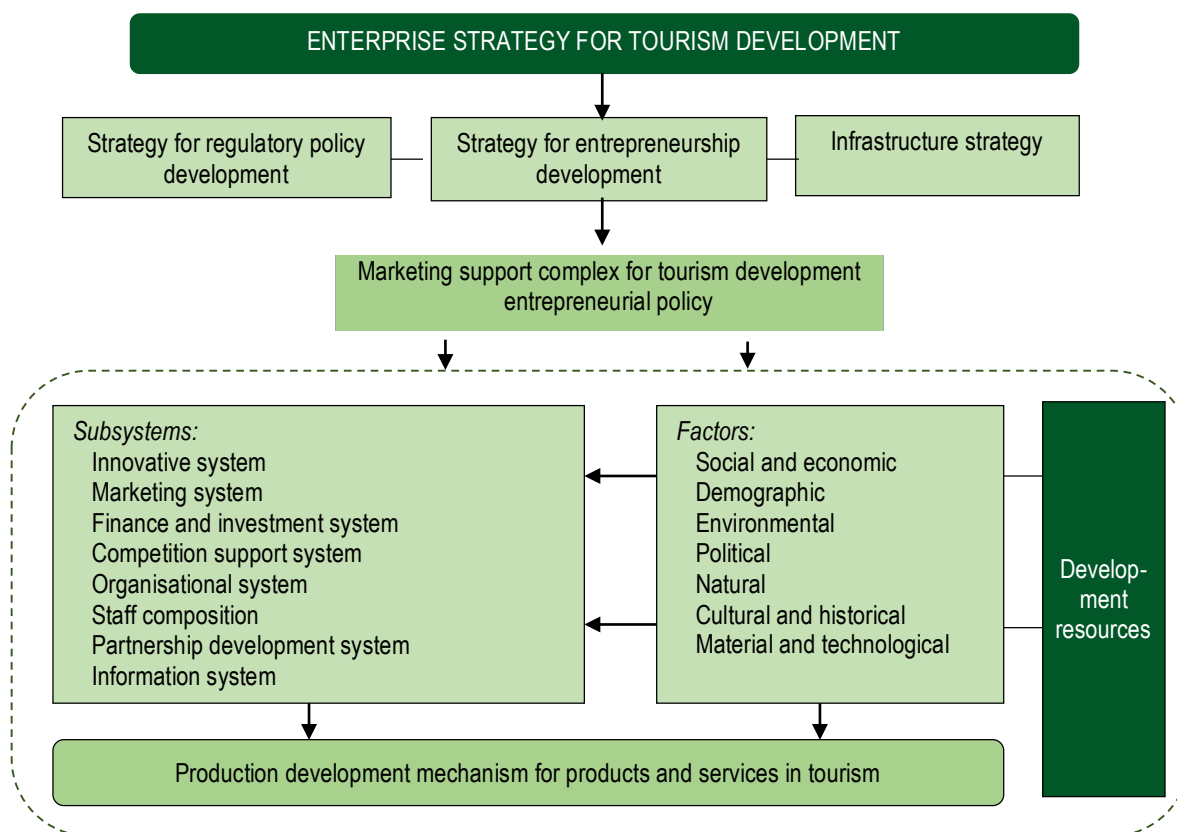 ENTERPRISE STRATEGY FOR TOURISM DEVELOPMENT
Strategy for regulatory policy
development
Strategy for entrepreneurship
development
Infrastructure strategy
Marketing support complex for tourism development
entrepreneurial policy
Subsystems:
Innovative system
Marketing system
Finance and investment system
Competition support system
Organisational system
Staff composition
Partnership development system
Information system
Factors:
Social and economic
Demographic
Environmental
Political
Natural
Cultural and historical
Material and technological
Develop-
ment
resources
Production development mechanism for products and services in tourism